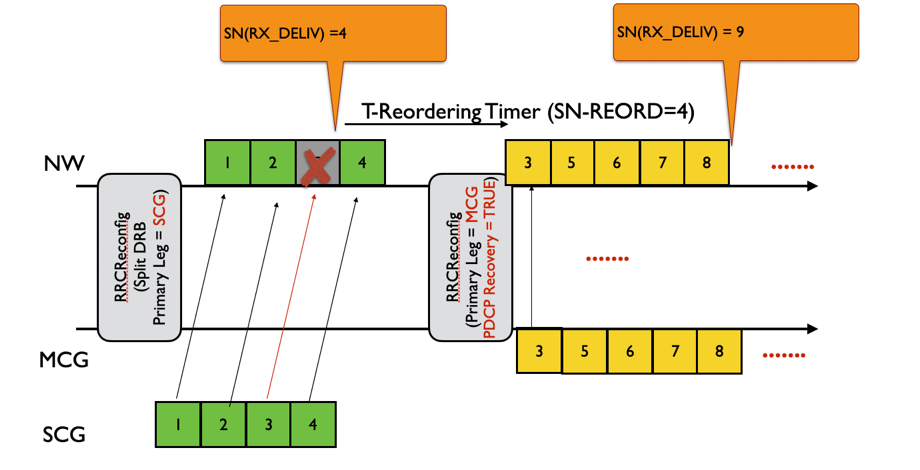 SN(RX_DELIV) =4
SN(RX_DELIV) = 9
T-Reordering Timer (SN-REORD=4)
NW
1 2 4
3 5 6 7 8 .......
RRCReconfig
(Split DRB
Primary Leg = SCG)
RRCReconfig
(Primary Leg = MCG
PDCP Recovery = TRUE)
.......
MCG
3 5 6 7 8 .......
SCG
1 2 3 4